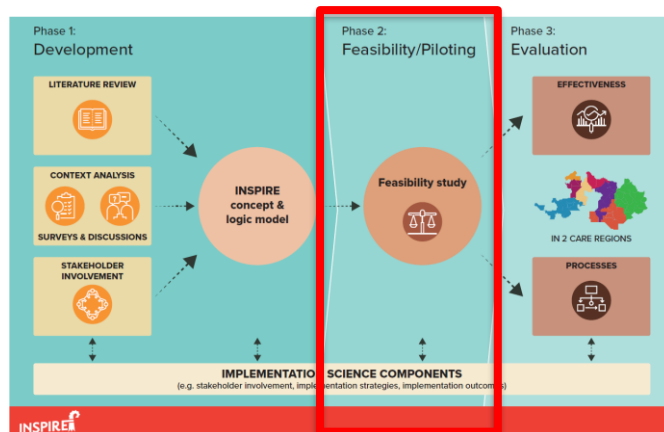 Phase 1:
Development
LITERATURE REVIEW
CONTEXT ANALYSIS
SURVEYS & DISCUSSIONS
STAKEHOLDER
INVOLVEMENT
INSPIRE
concept &
logic model
Phase 2:
Feasibility/Piloting
Feasibility study
Phase 3:
Evaluation
EFFECTIVENESS
IN 2 CARE REGIONS
PROCESSES
IMPLEMENTATION SCIENCE COMPONENTS
(e.g. stakeholder involvement, implementation strategies, implementation outcomes)
INSPIRE